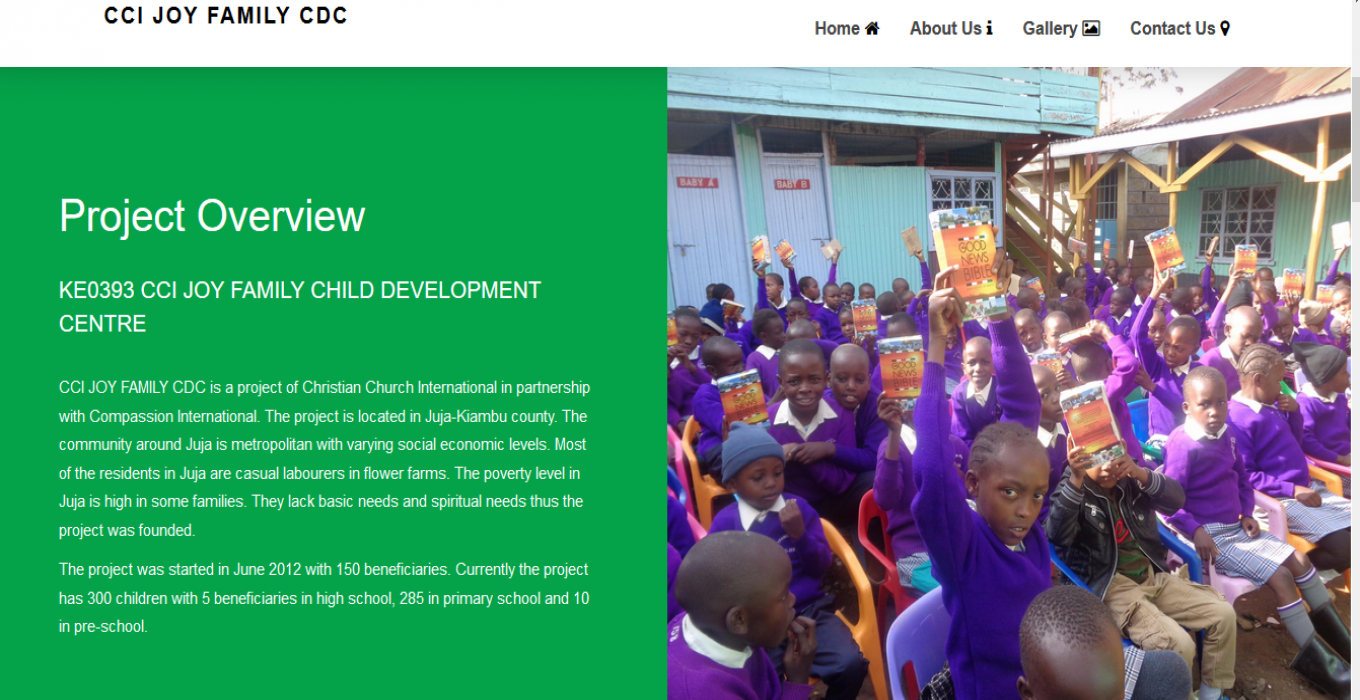 CCI JOY FAMILY CDC
Home
About Us
Gallery
Contact Us
Project Overview
KE0393 CCI JOY FAMILY CHILD DEVELOPMENT
CENTRE
CCI JOY FAMILY CDC is a project of Christian Church International in partnership
with Compassion International. The project is located in Juja-Kiambu county. The
community around Juja is metropolitan with varying social economic levels. Most
of the residents in Juja are casual labourers in flower farms. The poverty level in
Juja is high in some families. They lack basic needs and spiritual needs thus the
project was founded.
The project was started in June 2012 with 150 beneficiaries. Currently the project
has 300 children with 5 beneficiaries in high school, 285 in primary school and 10
in pre-school.
BABY A
BABY B
GOOD
NEWS
BIBLE